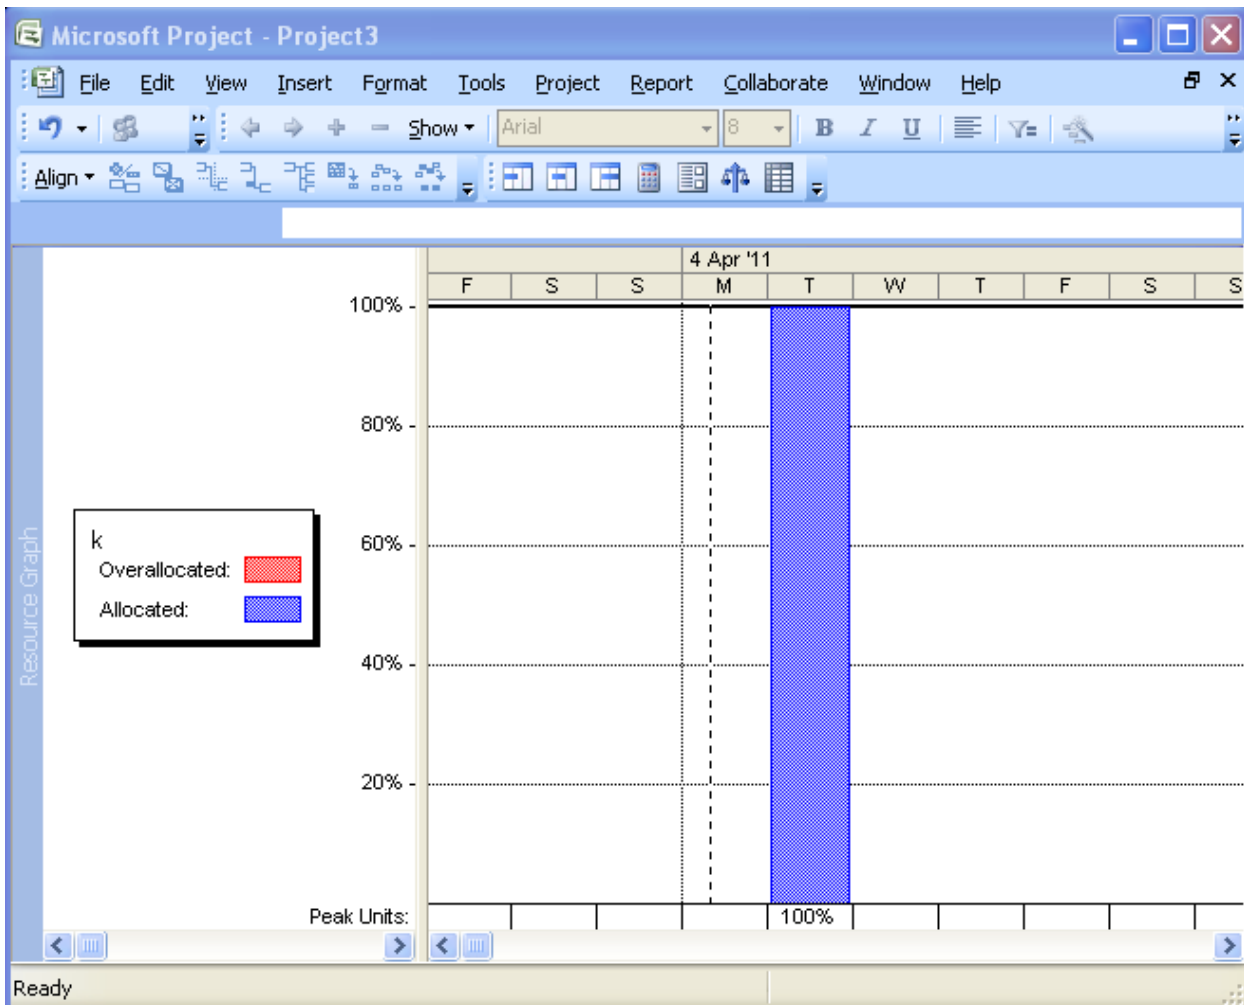 Microsoft Project - Project3
File Edit View Insert Format Tools Project Report Collaborate Window Help
Show Arial 8 B I U
Align
4 Apr '11
F S S M T W T F S S
100%
80%
60%
40%
20%
k
Overallocated:
Allocated:
Resource Graph
Peak Units: 100%
Ready